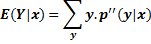 E(Y|x) = ∑_y y.p''(y|x)